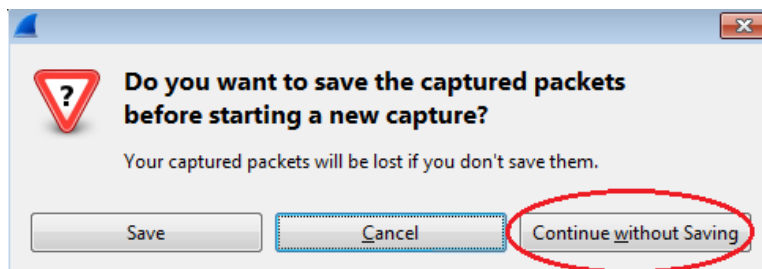 ?
Do you want to save the captured packets
before starting a new capture?
Your captured packets will be lost if you don't save them.
Save
Cancel
Continue without Saving